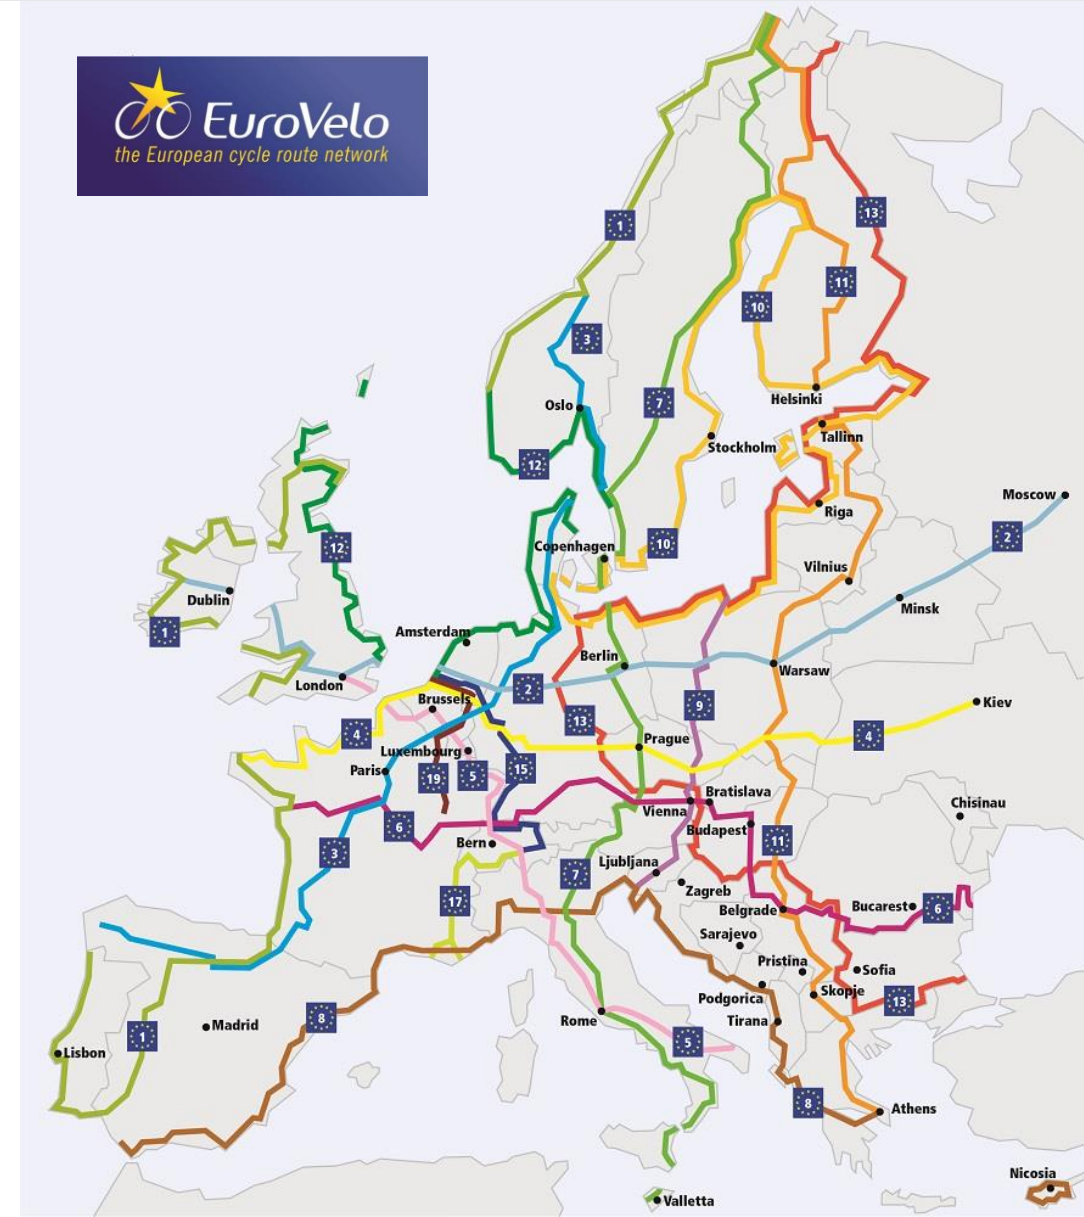 EuroVelo
the European cycle route network
1
13
11
10
3
Oslo
7
Helsinki
12
Stockholm
Tallinn
Moscow
Riga
2
12
Copenhagen
10
Vilnius
Dublin
Minsk
1
Amsterdam
Berlin
Warsaw
London
2
Brussels
9
Kiev
4
13
Prague
4
Luxembourg
Paris
19
5
15
Bratislava
Vienna
Chisinau
6
Budapest
Bern
11
3
Ljubljana
7
Zagreb
17
Belgrade
Bucarest
6
Sarajevo
Pristina
Sofia
Podgorica
Skopje
13
8
Rome
Tirana
Madrid
1
5
Lisbon
8
Athens
Nicosia
Valletta